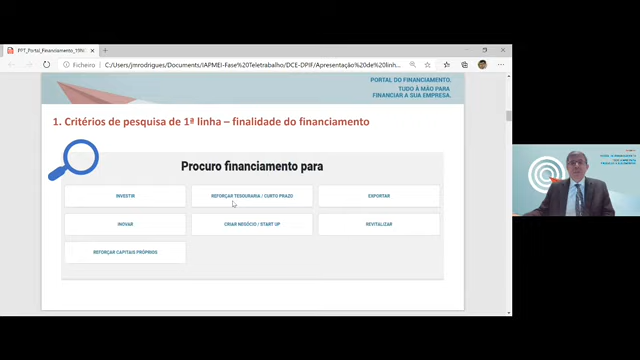 PPT_Portal_Financiamento_15N
Ficheiro
C:/Users/jmrodrigues/Documents/IAPMEI-Fase%20Teletrabalho/DCE-DPIF/Apresentação%20de%20linh...
PORTAL DO FINANCIAMENTO,
TUDO À MÃO PARA
FINANCIAR A SUA EMPRESA.
1. Critérios de pesquisa de 1ª linha – finalidade do financiamento
Procuro financiamento para
INVESTIR
REFORÇAR TESOURARIA / CURTO PRAZO
EXPORTAR
INOVAR
CRIAR NEGÓCIO / START UP
REVITALIZAR
REFORÇAR CAPITAIS PRÓPRIOS